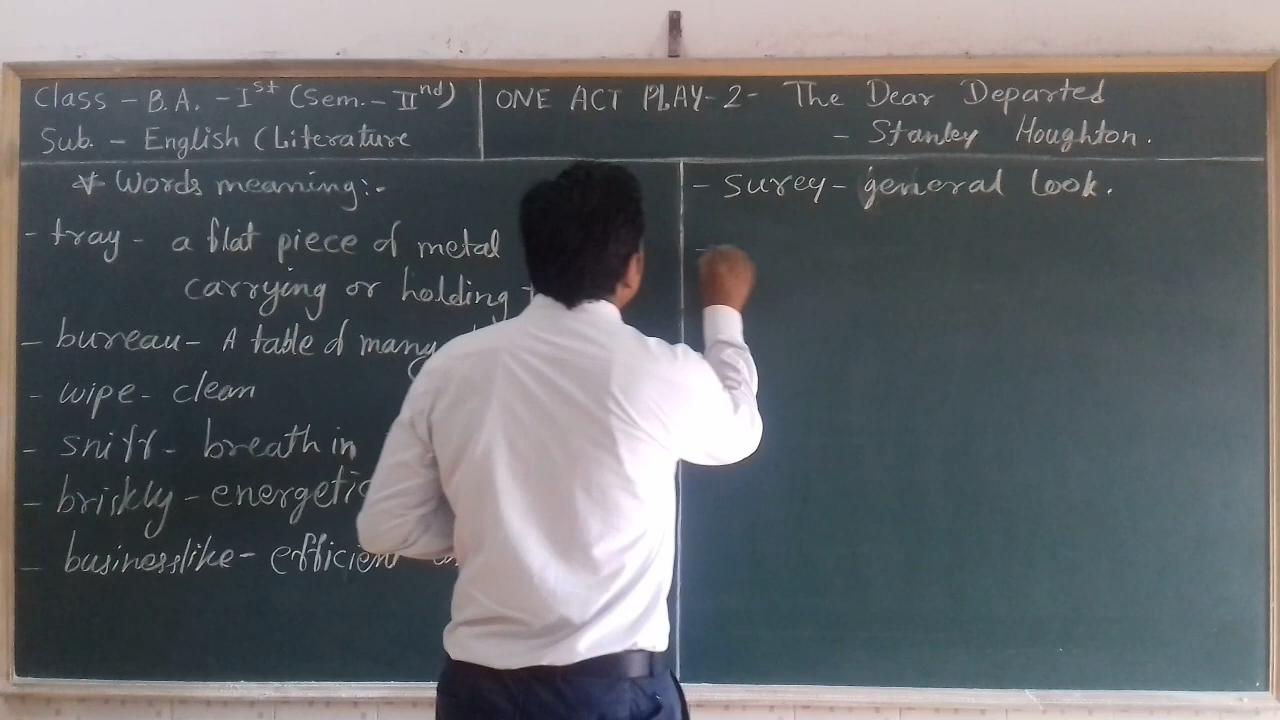 Class - B.A. - Ist (Sem. - IInd)
Sub. - English (Literature
ONE ACT PLAY-2- The Dear Departed
- Stanley Houghton.
Words meaning:-
- tray - a flat piece of metal
carrying or holding
- bureau - A table of many
- wipe - clean
- sniff - breath in
- briskly - energetic
- businesslike - efficient
- Surey - general look.
-